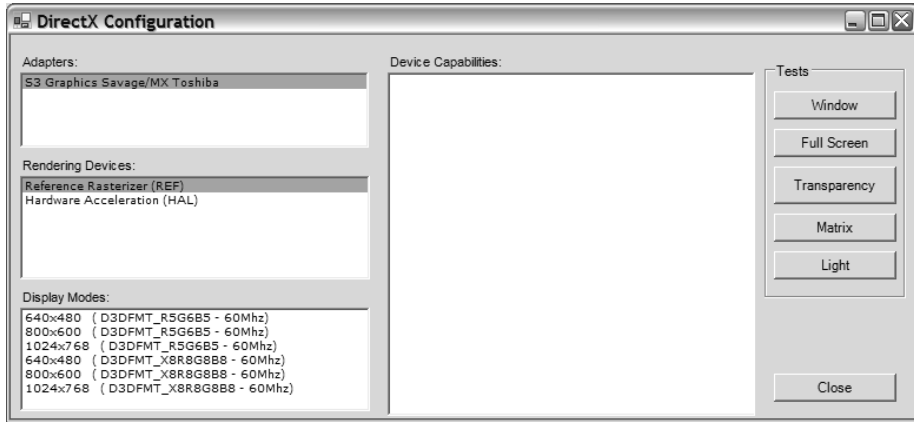 DirectX Configuration
Adapters:
S3 Graphics Savage/MX Toshiba
Rendering Devices:
Reference Rasterizer (REF)
Hardware Acceleration (HAL)
Display Modes:
640x480 ( D3DFMT_R5G6B5 - 60Mhz)
800x600 ( D3DFMT_R5G6B5 - 60Mhz)
1024x768 ( D3DFMT_R5G6B5 - 60Mhz)
640x480 ( D3DFMT_X8R8G8B8 - 60Mhz)
800x600 ( D3DFMT_X8R8G8B8 - 60Mhz)
1024x768 ( D3DFMT_X8R8G8B8 - 60Mhz)
Device Capabilities:
Tests
Window
Full Screen
Transparency
Matrix
Light
Close